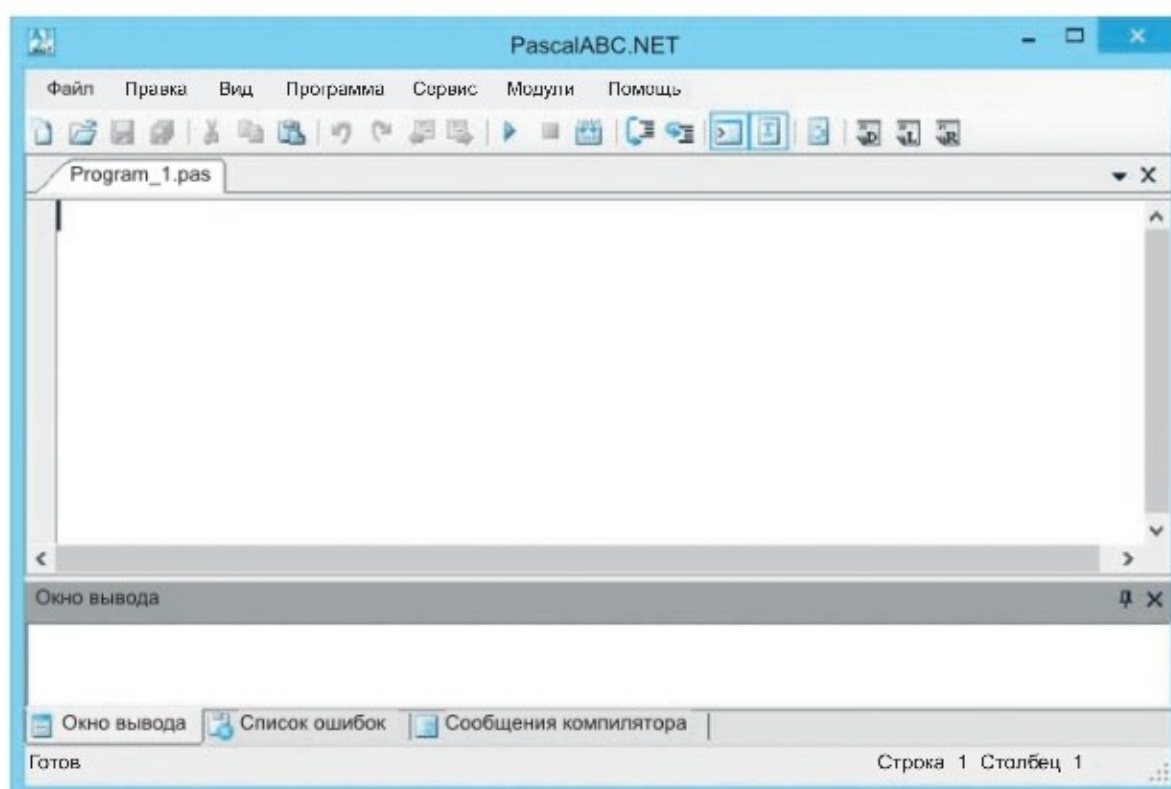 PascalABC.NET
Файл Правка Вид Программа Сервис Модули Помощь
Program_1.pas
Окно вывода
Окно вывода Список ошибок Сообщения компилятора
Готов Строка 1 Столбец 1